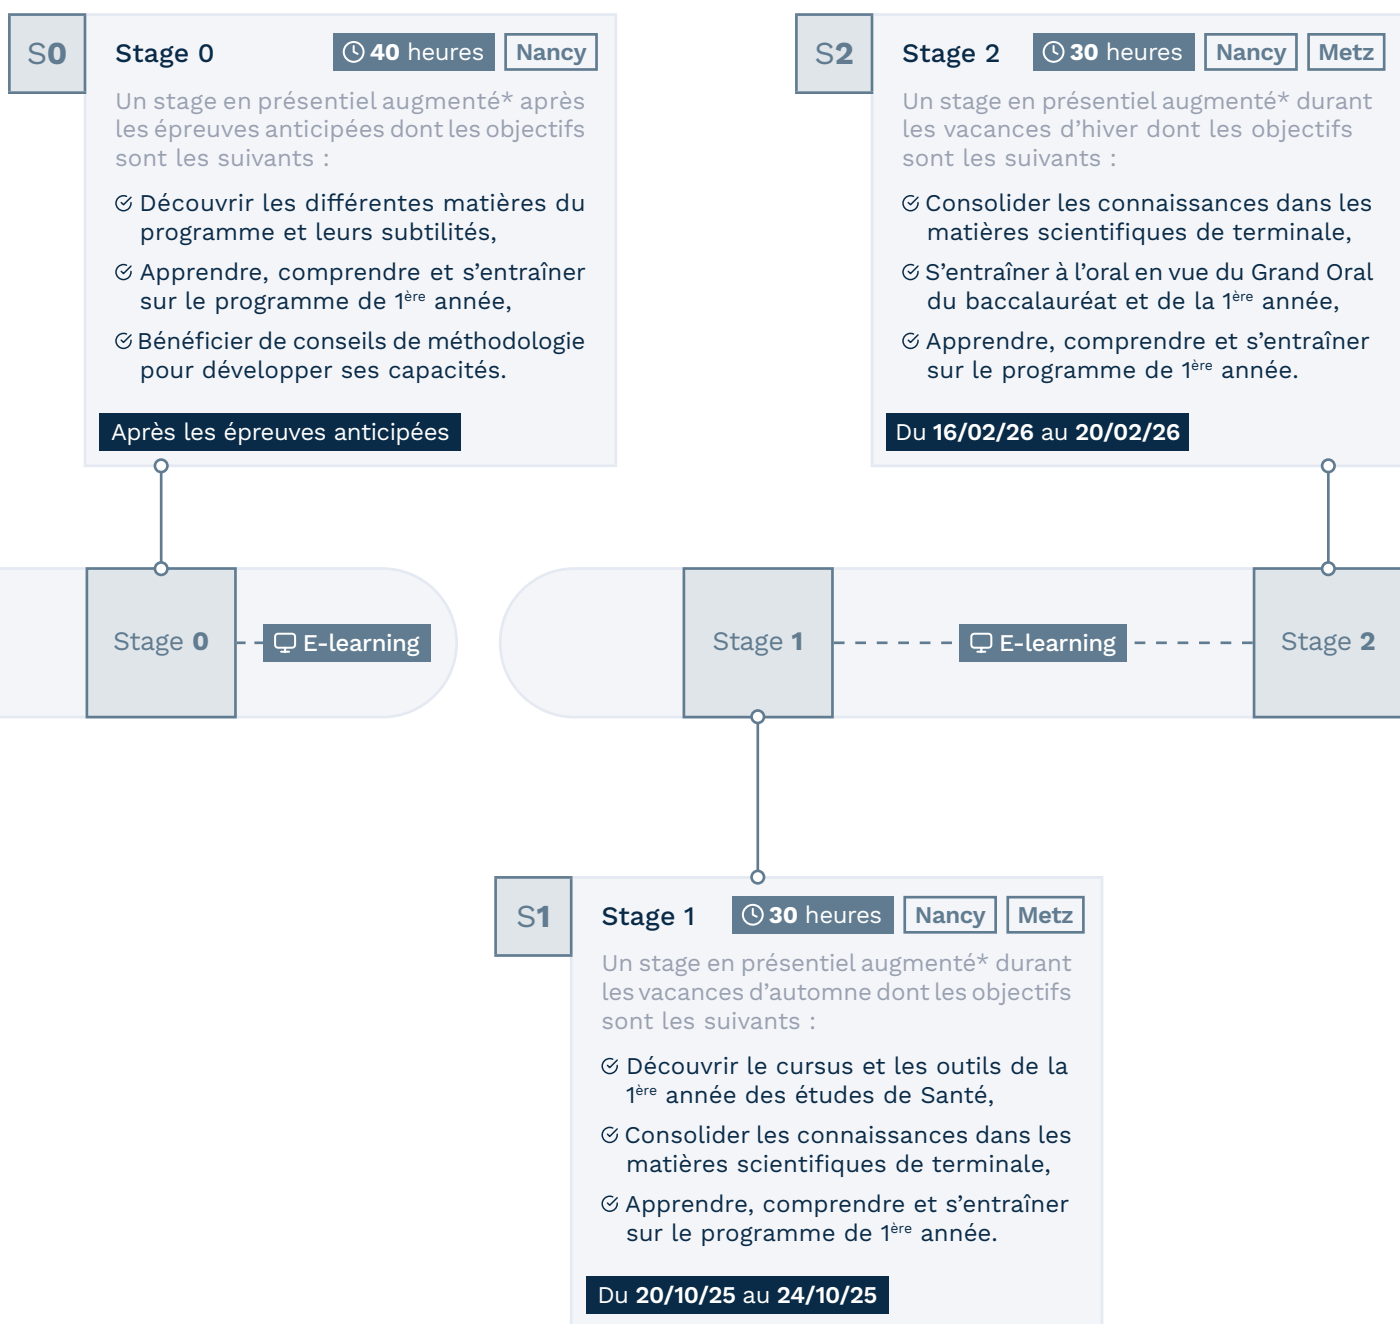 S0
Stage 0
40 heures
Nancy
Un stage en présentiel augmenté* après
les épreuves anticipées dont les objectifs
sont les suivants :
Découvrir les différentes matières du
programme et leurs subtilités,
Apprendre, comprendre et s’entraîner
sur le programme de 1ère année,
Bénéficier de conseils de méthodologie
pour développer ses capacités.
Après les épreuves anticipées
S2
Stage 2
30 heures
Nancy
Metz
Un stage en présentiel augmenté* durant
les vacances d’hiver dont les objectifs
sont les suivants :
Consolider les connaissances dans les
matières scientifiques de terminale,
S’entraîner à l’oral en vue du Grand Oral
du baccalauréat et de la 1ère année,
Apprendre, comprendre et s’entraîner
sur le programme de 1ère année.
Du 16/02/26 au 20/02/26
Stage 0
E-learning
Stage 1
E-learning
Stage 2
S1
Stage 1
30 heures
Nancy
Metz
Un stage en présentiel augmenté* durant
les vacances d’automne dont les objectifs
sont les suivants :
Découvrir le cursus et les outils de la
1ère année des études de Santé,
Consolider les connaissances dans les
matières scientifiques de terminale,
Apprendre, comprendre et s’entraîner
sur le programme de 1ère année.
Du 20/10/25 au 24/10/25